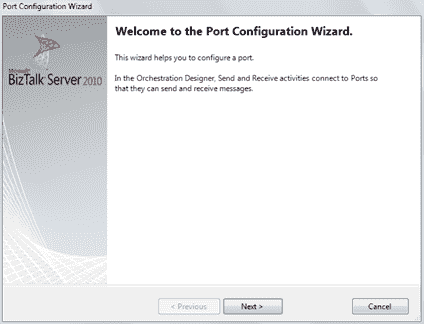 Port Configuration Wizard
Welcome to the Port Configuration Wizard.
Microsoft
BizTalk Server 2010
This wizard helps you to configure a port.
In the Orchestration Designer, Send and Receive activities connect to Ports so
that they can send and receive messages.
< Previous
Next >
Cancel